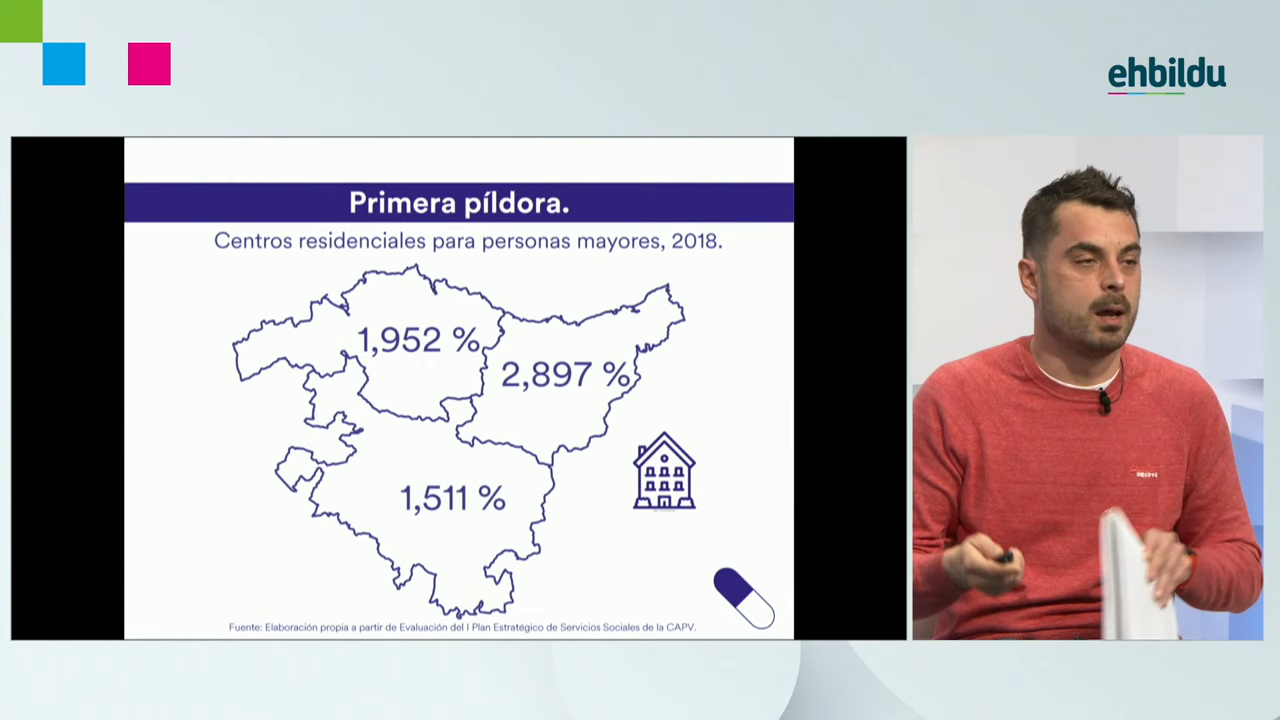 ehbildu
Primera píldora.
Centros residenciales para personas mayores, 2018.
1,952 %
2,897 %
1,511 %
Fuente: Elaboración propia a partir de Evaluación del I Plan Estratégico de Servicios Sociales de la CAPV.